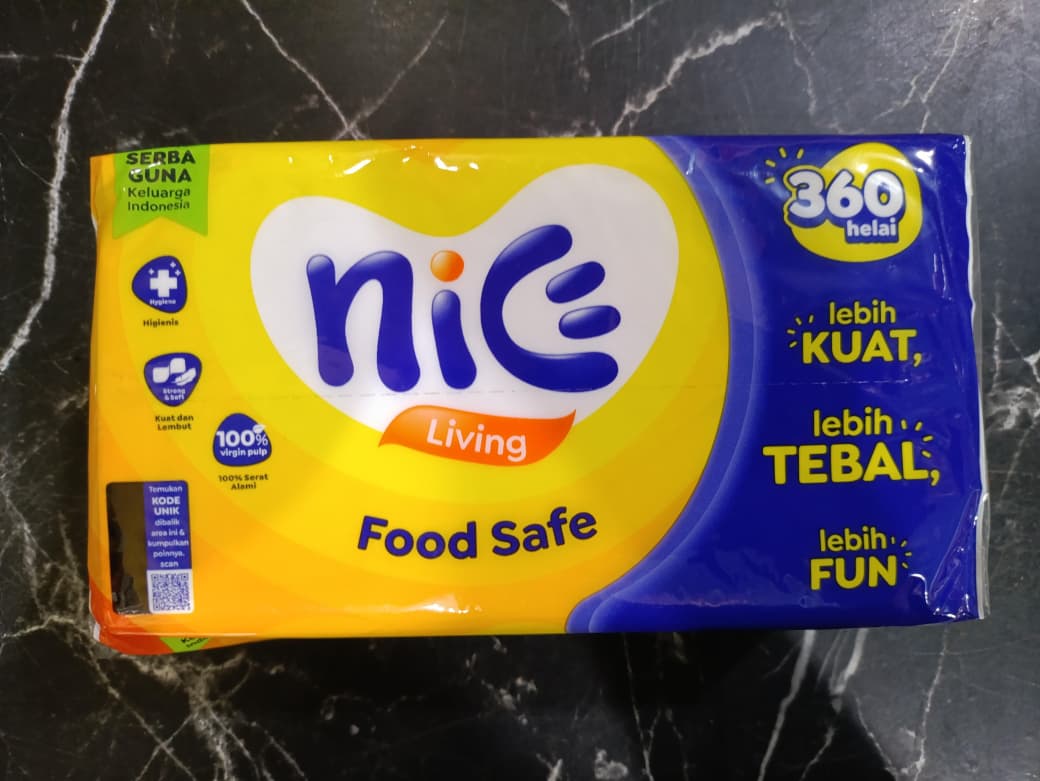 SERBA
GUNA
Keluarga
Indonesia
nice
Living
Food Safe
Hygiene
Higienis
Strong
& Soft
Kuat dan
Lembut
100%
virgin pulp
100% Serat
Alami
Temukan
KODE
UNIK
dibalik
area ini &
kumpulkan
poinnya.
scan
360
helai
lebih
KUAT,
lebih
TEBAL,
lebih
FUN